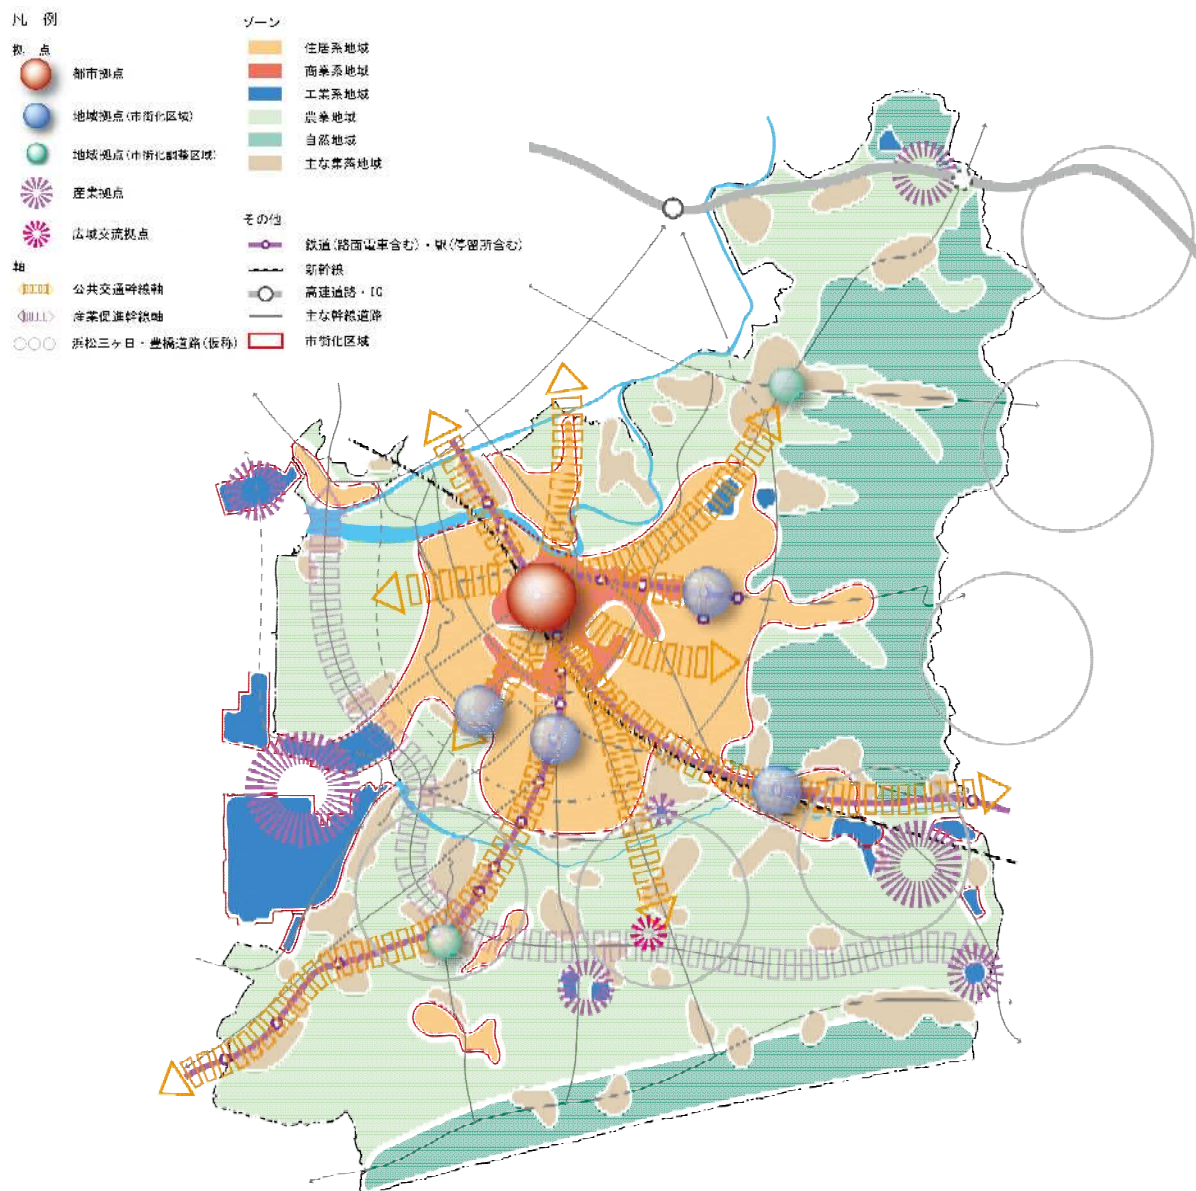 凡 例
拠 点
都市拠点
地域拠点(市街化区域)
地域拠点(市街化調整区域)
産業拠点
広域交流拠点
軸
公共交通幹線軸
産業促進幹線軸
浜松三ヶ日・豊橋道路(仮称)
ゾーン
住居系地域
商業系地域
工業系地域
農業地域
自然地域
主な集落地域
その他
鉄道(路面電車含む)・駅(停留所含む)
新幹線
高速道路・IC
主な幹線道路
市街化区域